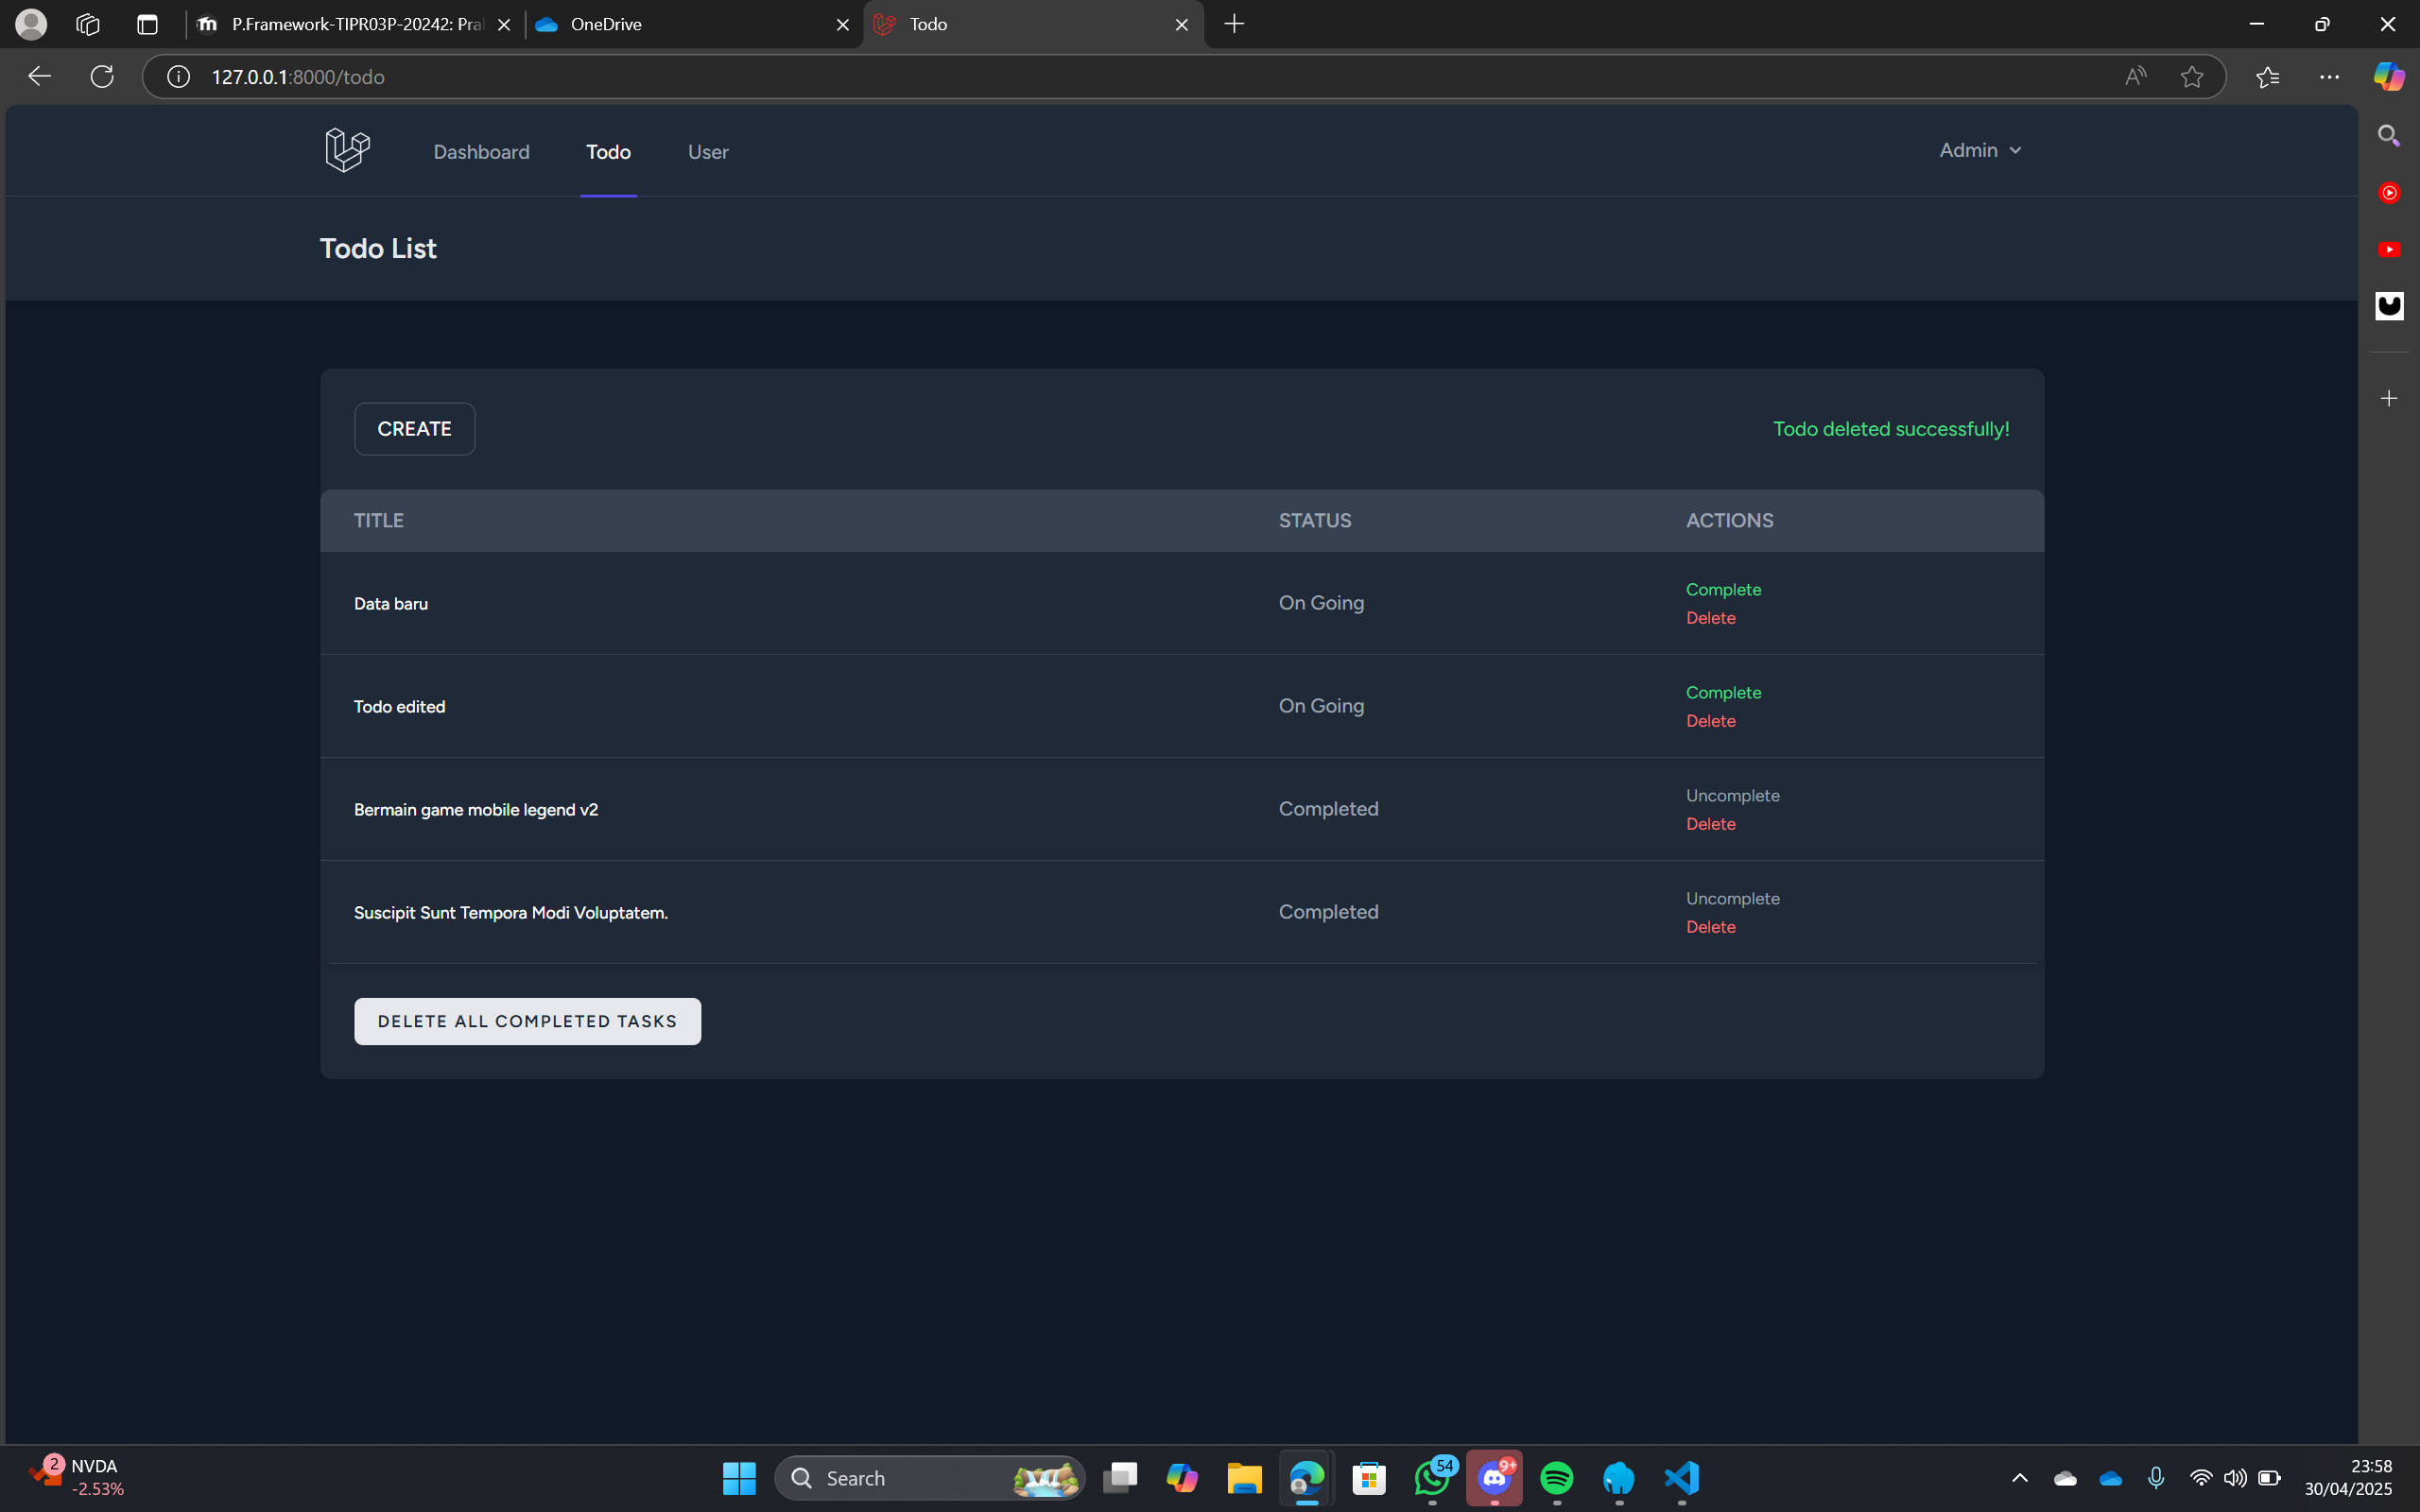 P.Framework-TIPR03P-20242: Pra
OneDrive
Todo
127.0.0.1:8000/todo
Dashboard
Todo
User
Admin
Todo List
CREATE
Todo deleted successfully!
TITLE
STATUS
ACTIONS
Data baru
On Going
Complete
Delete
Todo edited
On Going
Complete
Delete
Bermain game mobile legend v2
Completed
Uncomplete
Delete
Suscipit Sunt Tempora Modi Voluptatem.
Completed
Uncomplete
Delete
DELETE ALL COMPLETED TASKS
2
NVDA
-2.53%
Search
54
9+
23:58
30/04/2025